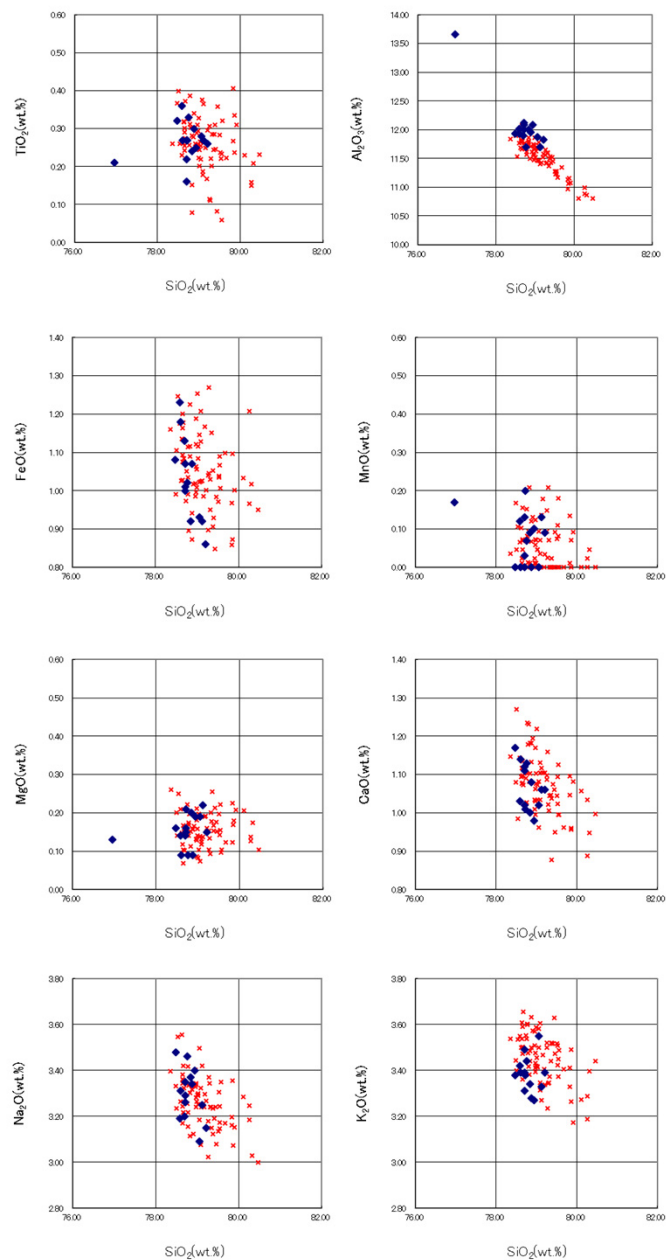 0.60
0.50
0.40
0.30
0.20
0.10
0.00
TiO₂(wt.%)
76.00 78.00 80.00 82.00
SiO₂(wt.%)
14.00
13.50
13.00
12.50
12.00
11.50
11.00
10.50
10.00
Al₂O₃(wt.%)
76.00 78.00 80.00 82.00
SiO₂(wt.%)
1.40
1.30
1.20
1.10
1.00
0.90
0.80
FeO(wt.%)
76.00 78.00 80.00 82.00
SiO₂(wt.%)
0.60
0.50
0.40
0.30
0.20
0.10
0.00
MnO(wt.%)
76.00 78.00 80.00 82.00
SiO₂(wt.%)
0.60
0.50
0.40
0.30
0.20
0.10
0.00
MgO(wt.%)
76.00 78.00 80.00 82.00
SiO₂(wt.%)
1.40
1.30
1.20
1.10
1.00
0.90
0.80
CaO(wt.%)
76.00 78.00 80.00 82.00
SiO₂(wt.%)
3.80
3.60
3.40
3.20
3.00
2.80
Na₂O(wt.%)
76.00 78.00 80.00 82.00
SiO₂(wt.%)
3.80
3.60
3.40
3.20
3.00
2.80
K₂O(wt.%)
76.00 78.00 80.00 82.00
SiO₂(wt.%)